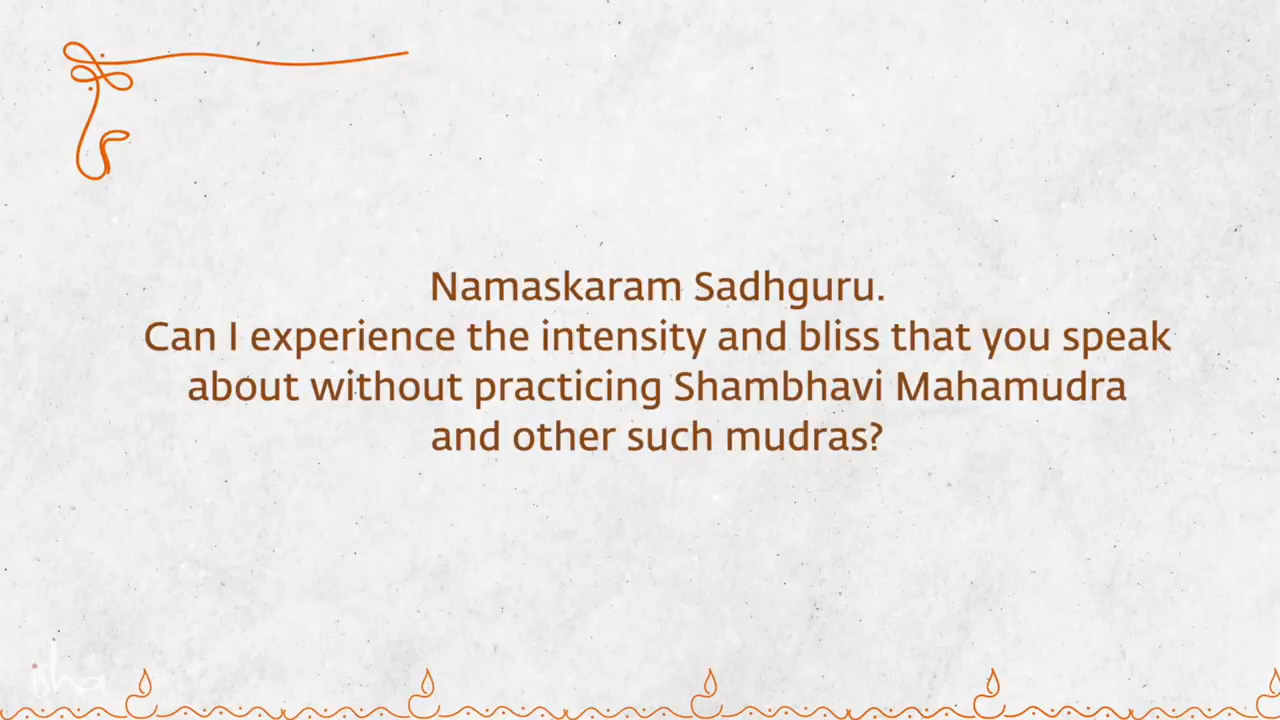 Namaskaram Sadhguru.
Can I experience the intensity and bliss that you speak
about without practicing Shambhavi Mahamudra
and other such mudras?
isha